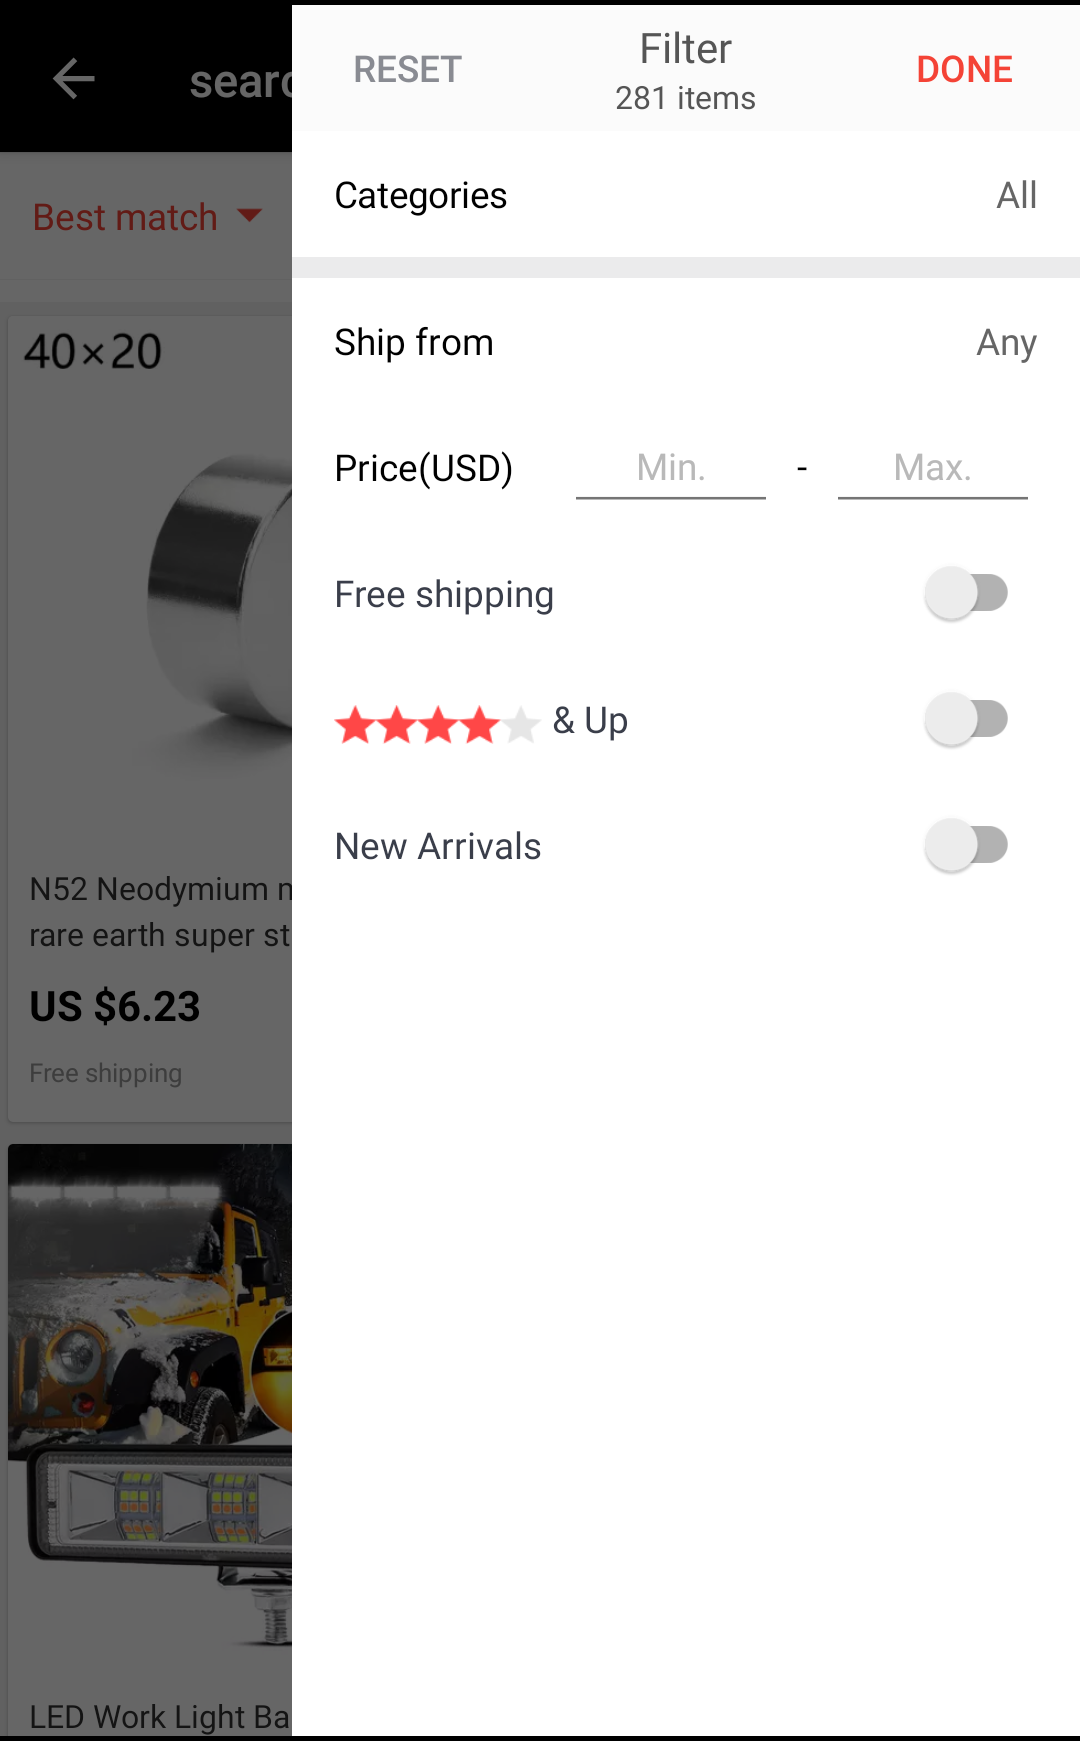 searc
RESET
Filter
281 items
DONE
Best match
Categories
All
Ship from
Any
Price(USD)
Min.
-
Max.
Free shipping
& Up
New Arrivals
40×20
N52 Neodymium
rare earth super st
US $6.23
Free shipping
LED Work Light Ba